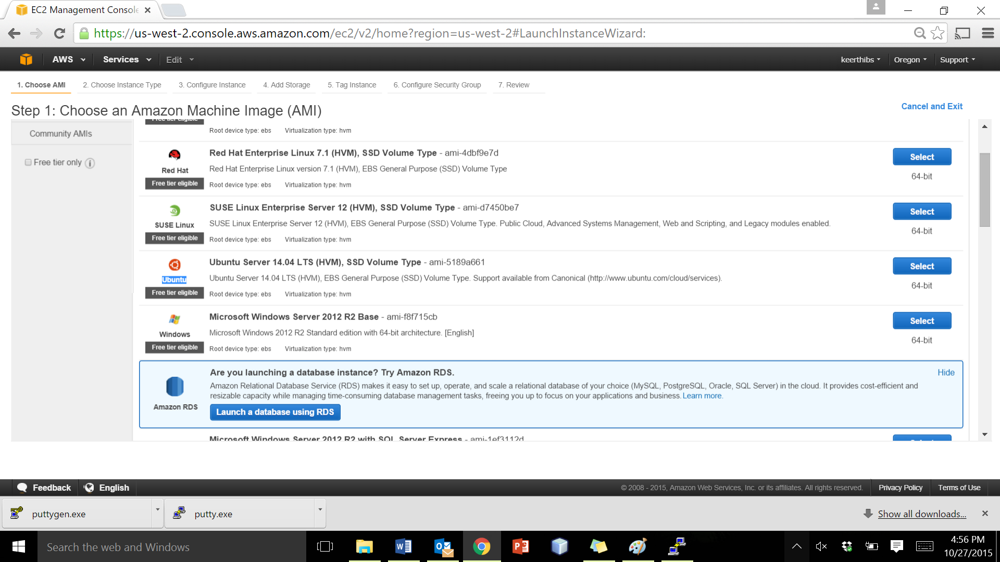 EC2 Management Console
https://us-west-2.console.aws.amazon.com/ec2/v2/home?region=us-west-2#LaunchInstanceWizard:
AWS Services Edit keerthibs Oregon Support
1. Choose AMI 2. Choose Instance Type 3. Configure Instance 4. Add Storage 5. Tag Instance 6. Configure Security Group 7. Review
Step 1: Choose an Amazon Machine Image (AMI)
Cancel and Exit
Community AMIs
Free tier only
Free tier eligible
Root device type: ebs Virtualization type: hvm
Red Hat
Free tier eligible
Red Hat Enterprise Linux 7.1 (HVM), SSD Volume Type - ami-4dbf9e7d
Red Hat Enterprise Linux version 7.1 (HVM), EBS General Purpose (SSD) Volume Type
Root device type: ebs Virtualization type: hvm
Select
64-bit
SUSE Linux
Free tier eligible
SUSE Linux Enterprise Server 12 (HVM), SSD Volume Type - ami-d7450be7
SUSE Linux Enterprise Server 12 (HVM), EBS General Purpose (SSD) Volume Type. Public Cloud, Advanced Systems Management, Web and Scripting, and Legacy modules enabled.
Root device type: ebs Virtualization type: hvm
Select
64-bit
Ubuntu
Free tier eligible
Ubuntu Server 14.04 LTS (HVM), SSD Volume Type - ami-5189a661
Ubuntu Server 14.04 LTS (HVM), EBS General Purpose (SSD) Volume Type. Support available from Canonical (http://www.ubuntu.com/cloud/services).
Root device type: ebs Virtualization type: hvm
Select
64-bit
Windows
Free tier eligible
Microsoft Windows Server 2012 R2 Base - ami-f8f715cb
Microsoft Windows 2012 R2 Standard edition with 64-bit architecture. [English]
Root device type: ebs Virtualization type: hvm
Select
64-bit
Amazon RDS
Are you launching a database instance? Try Amazon RDS.
Hide
Amazon Relational Database Service (RDS) makes it easy to set up, operate, and scale a relational database of your choice (MySQL, PostgreSQL, Oracle, SQL Server) in the cloud. It provides cost-efficient and
resizable capacity while managing time-consuming database management tasks, freeing you up to focus on your applications and business. Learn more.
Launch a database using RDS
Microsoft Windows Server 2012 R2 with SQL Server Express - ami-1ef3112d
Feedback English
© 2008 - 2015, Amazon Web Services, Inc. or its affiliates. All rights reserved. Privacy Policy Terms of Use
puttygen.exe putty.exe
Show all downloads...
Search the web and Windows
4:56 PM
10/27/2015